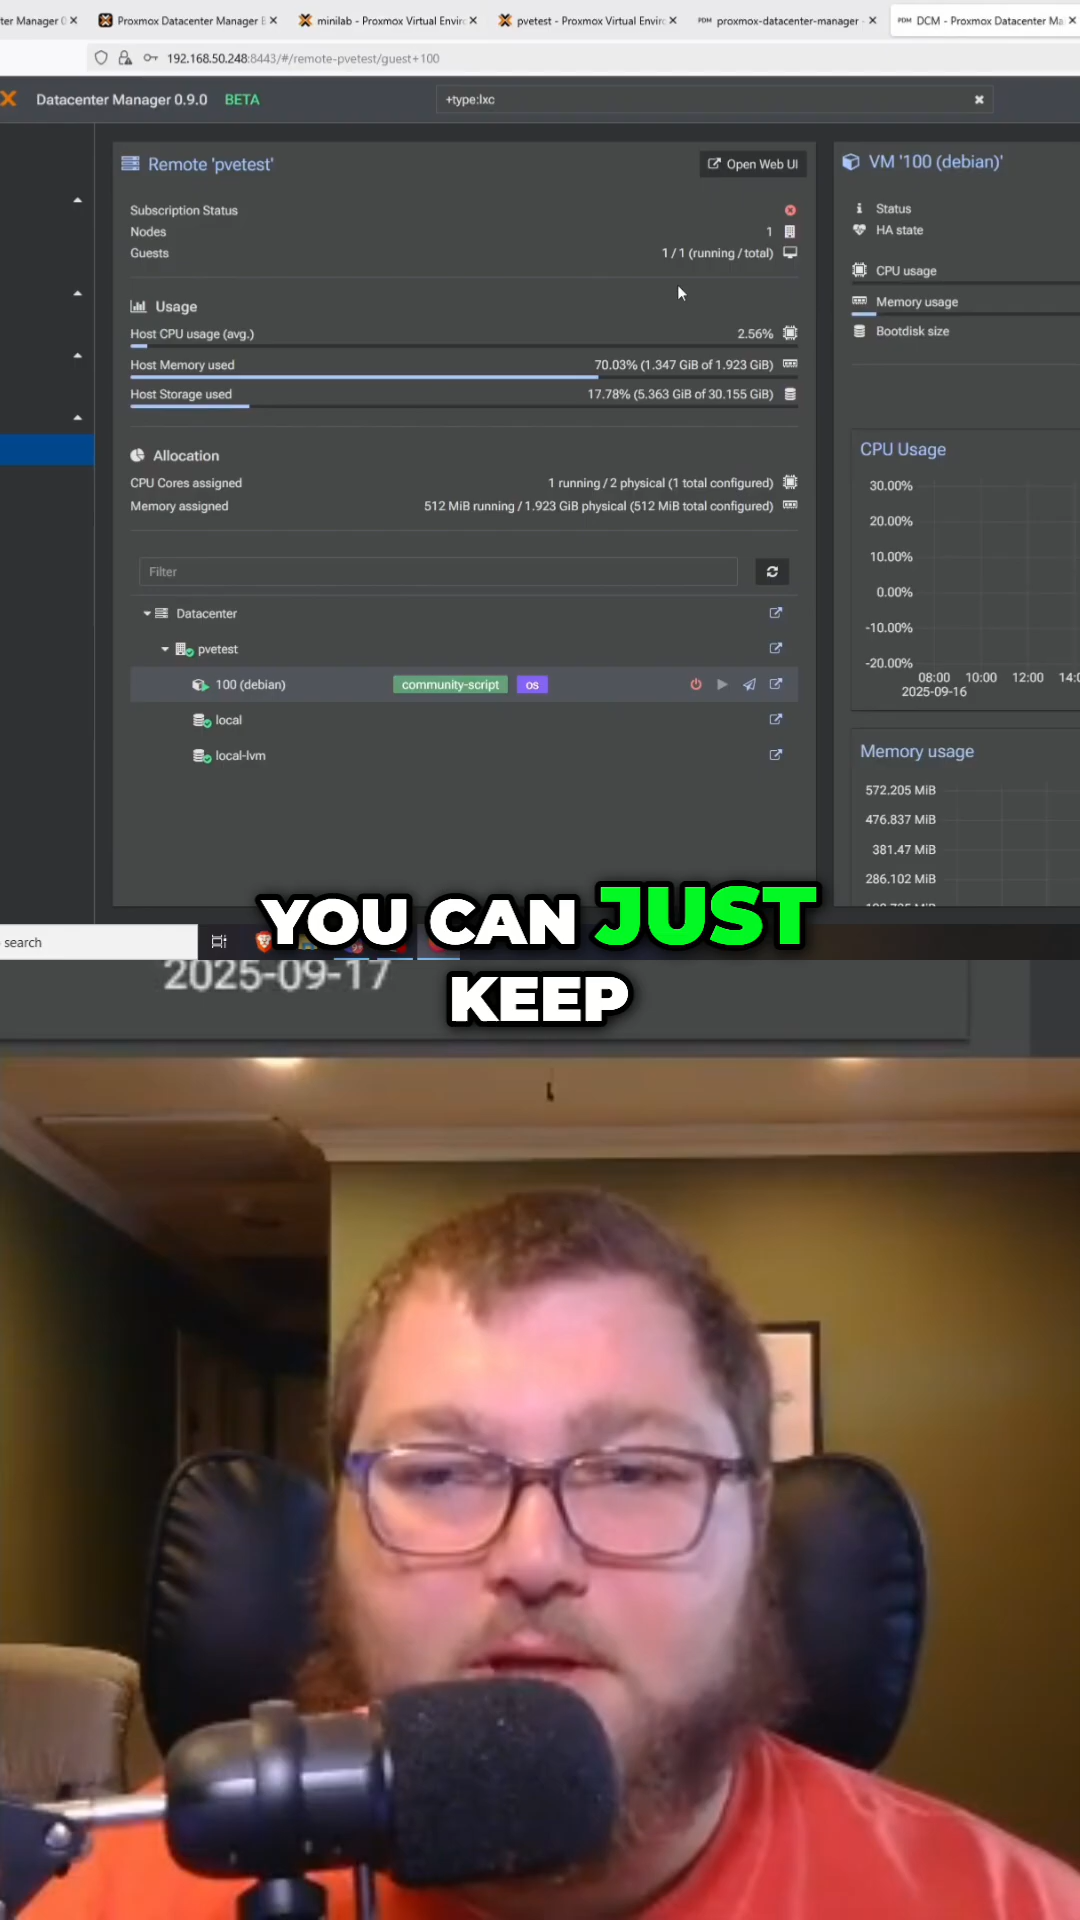 ter Manager 0
Proxmox Datacenter Manager B
minilab - Proxmox Virtual Enviro
pvetest - Proxmox Virtual Enviro
PDM proxmox-datacenter-manager
PDM DCM - Proxmox Datacenter Ma
192.168.50.248:8443/#/remote-pvetest/guest+100
Datacenter Manager 0.9.0 BETA
+type:lxc
Remote 'pvetest'
Open Web UI
Subscription Status
Nodes 1
Guests 1 / 1 (running / total)
Usage
Host CPU usage (avg.) 2.56%
Host Memory used 70.03% (1.347 GiB of 1.923 GiB)
Host Storage used 17.78% (5.363 GiB of 30.155 GiB)
Allocation
CPU Cores assigned 1 running / 2 physical (1 total configured)
Memory assigned 512 MiB running / 1.923 GiB physical (512 MiB total configured)
Filter
Datacenter
pvetest
100 (debian) community-script os
local
local-lvm
VM '100 (debian)'
Status
HA state
CPU usage
Memory usage
Bootdisk size
CPU Usage
30.00%
20.00%
10.00%
0.00%
-10.00%
-20.00%
08:00 10:00 12:00 14:
2025-09-16
Memory usage
572.205 MiB
476.837 MiB
381.47 MiB
286.102 MiB
search
YOU CAN JUST
KEEP
2025-09-17